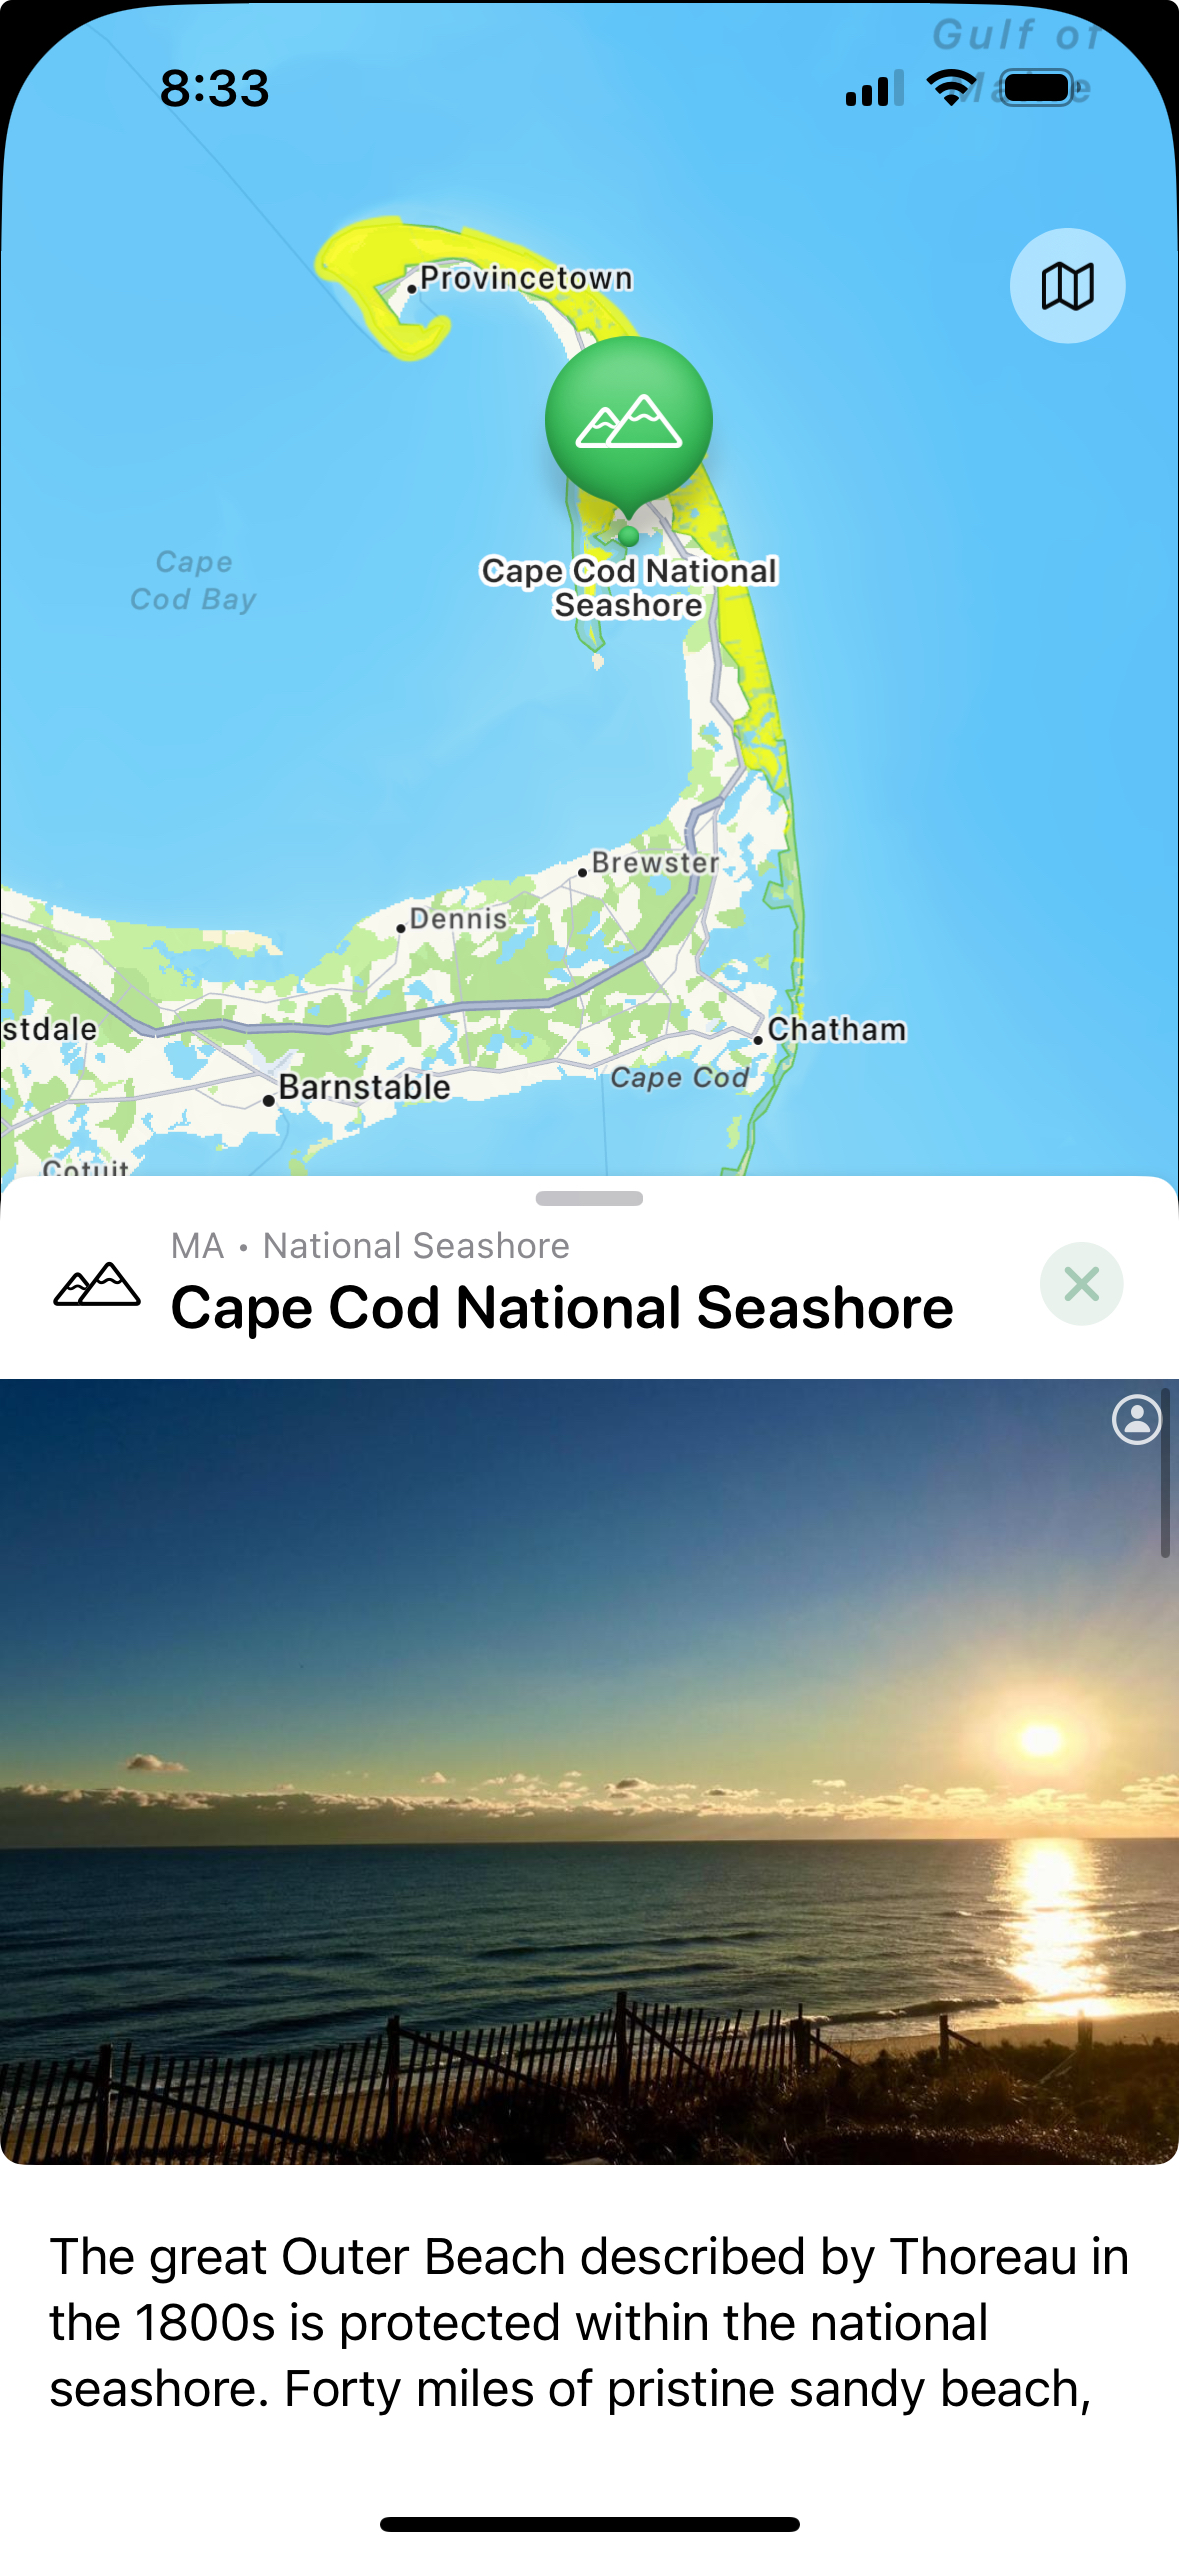 Gulf of
Maine
8:33
Provincetown
Cape
Cod Bay
Cape Cod National
Seashore
Brewster
Dennis
stdale
Chatham
Cape Cod
Barnstable
Cotuit
MA • National Seashore
Cape Cod National Seashore
The great Outer Beach described by Thoreau in
the 1800s is protected within the national
seashore. Forty miles of pristine sandy beach,